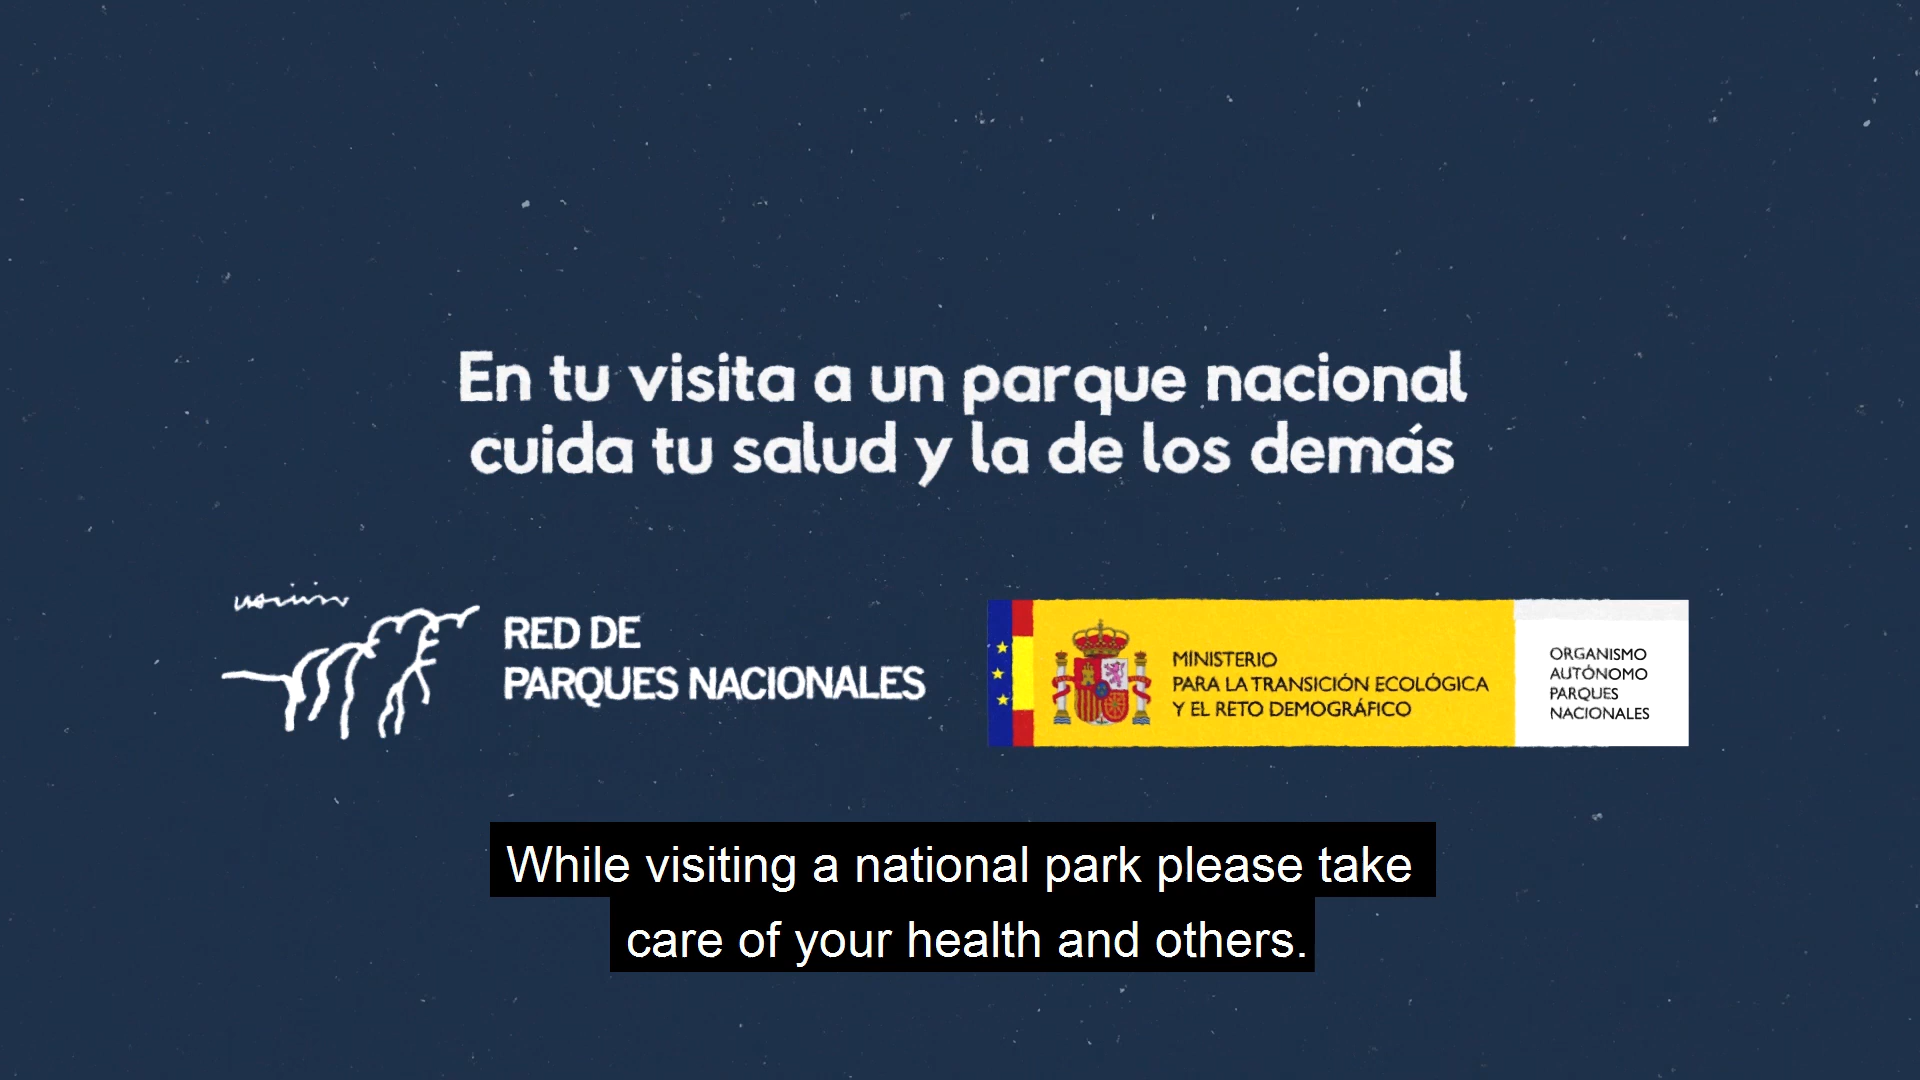 En tu visita a un parque nacional
cuida tu salud y la de los demás
RED DE
PARQUES NACIONALES
MINISTERIO
PARA LA TRANSICIÓN ECOLÓGICA
Y EL RETO DEMOGRÁFICO
ORGANISMO
AUTÓNOMO
PARQUES
NACIONALES
While visiting a national park please take
care of your health and others.